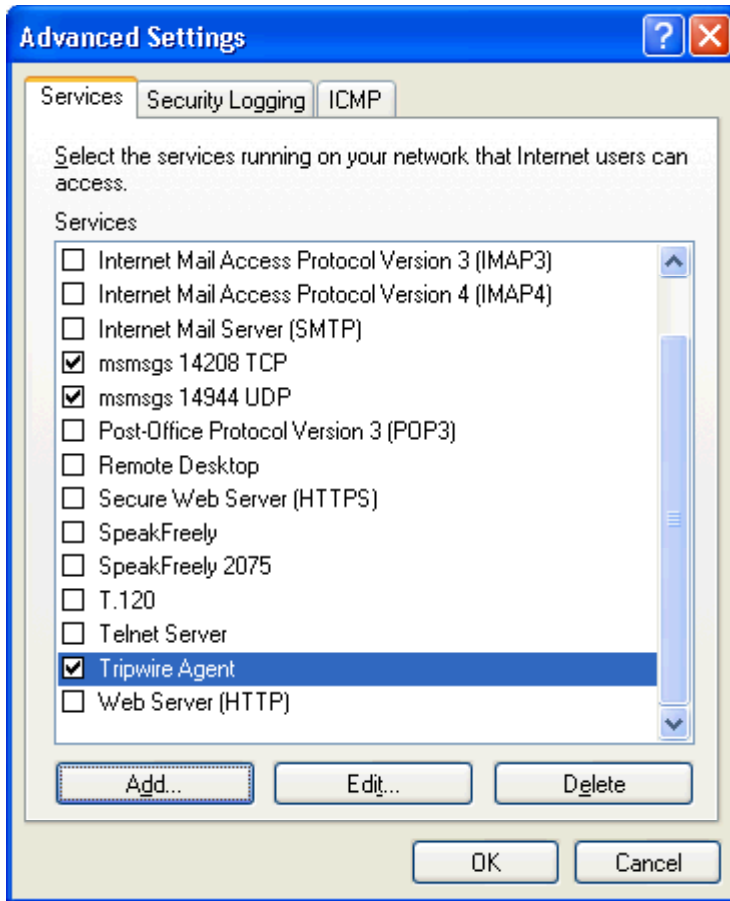 Advanced Settings
Services
Security Logging
ICMP
Select the services running on your network that Internet users can
access.
Services
Internet Mail Access Protocol Version 3 (IMAP3)
Internet Mail Access Protocol Version 4 (IMAP4)
Internet Mail Server (SMTP)
msmsgs 14208 TCP
msmsgs 14944 UDP
Post-Office Protocol Version 3 (POP3)
Remote Desktop
Secure Web Server (HTTPS)
SpeakFreely
SpeakFreely 2075
T.120
Telnet Server
Tripwire Agent
Web Server (HTTP)
Add...
Edit...
Delete
OK
Cancel